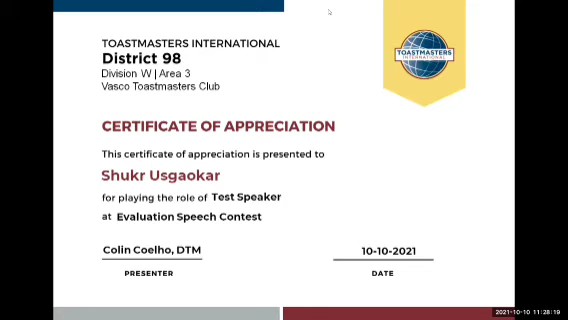 TOASTMASTERS INTERNATIONAL
District 98
Division W | Area 3
Vasco Toastmasters Club
TOASTMASTERS
INTERNATIONAL
CERTIFICATE OF APPRECIATION
This certificate of appreciation is presented to
Shukr Usgaokar
for playing the role of Test Speaker
at Evaluation Speech Contest
Colin Coelho, DTM
10-10-2021
PRESENTER
DATE
2021-10-10 11:28:19